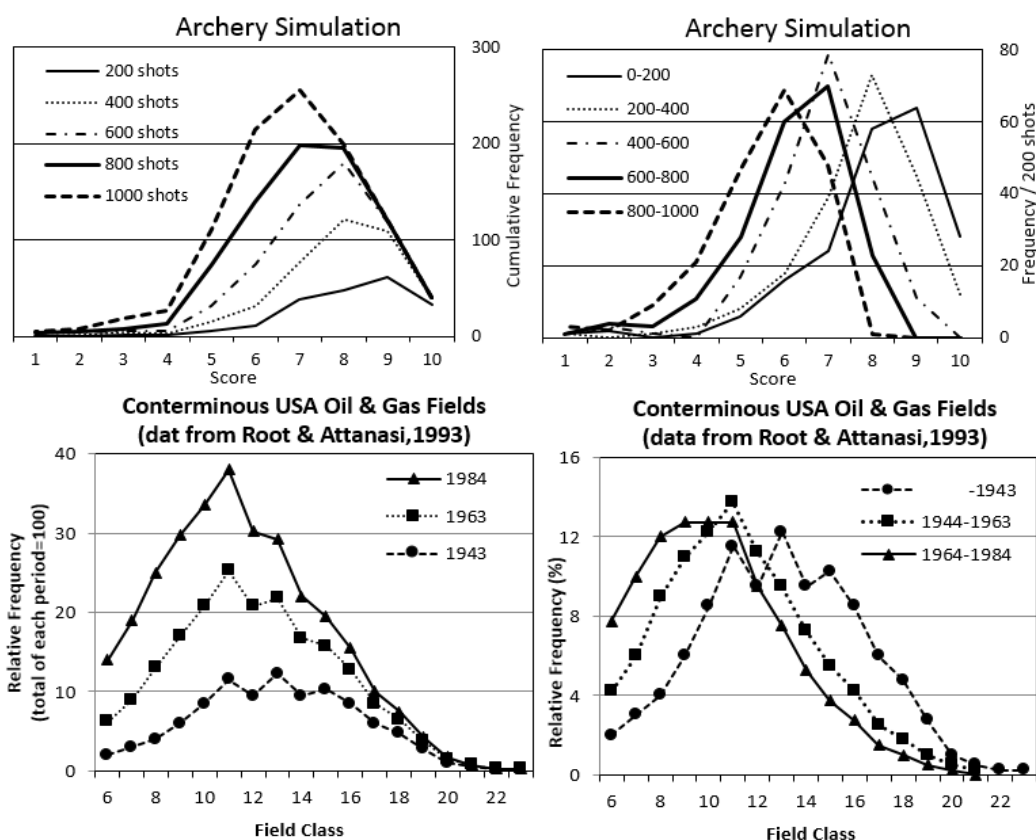 Archery Simulation
300
200 shots
400 shots
600 shots
800 shots
1000 shots
200
100
0
Cumulative Frequency
1 2 3 4 5 6 7 8 9 10
Score
Archery Simulation
80
0-200
200-400
400-600
600-800
800-1000
60
40
20
0
Frequency / 200 shots
1 2 3 4 5 6 7 8 9 10
Score
Conterminous USA Oil & Gas Fields
(dat from Root & Attanasi,1993)
40
30
20
10
0
Relative Frequency
(total of each period=100)
1984
1963
1943
6 8 10 12 14 16 18 20 22
Field Class
Conterminous USA Oil & Gas Fields
(data from Root & Attanasi,1993)
16
12
8
4
0
Relative Frequency (%)
-1943
1944-1963
1964-1984
6 8 10 12 14 16 18 20 22
Field Class